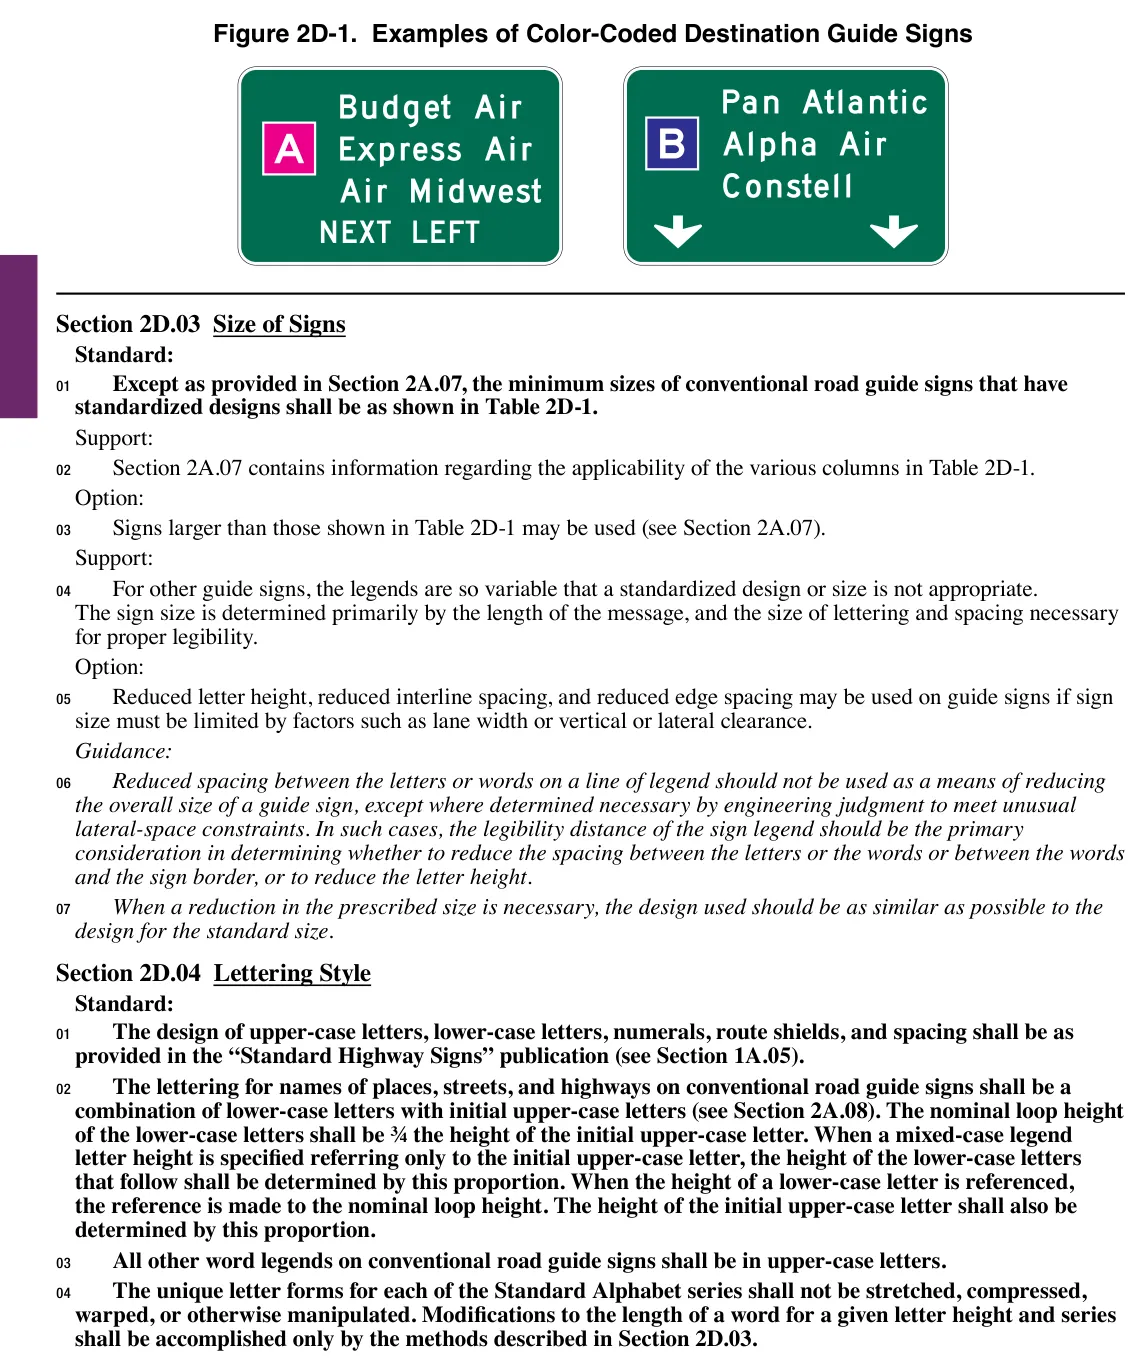 Figure 2D-1. Examples of Color-Coded Destination Guide Signs
A
Budget Air
Express Air
Air Midwest
NEXT LEFT
B
Pan Atlantic
Alpha Air
Constell
Section 2D.03 Size of Signs
Standard:
01 Except as provided in Section 2A.07, the minimum sizes of conventional road guide signs that have
standardized designs shall be as shown in Table 2D-1.
Support:
02 Section 2A.07 contains information regarding the applicability of the various columns in Table 2D-1.
Option:
03 Signs larger than those shown in Table 2D-1 may be used (see Section 2A.07).
Support:
04 For other guide signs, the legends are so variable that a standardized design or size is not appropriate.
The sign size is determined primarily by the length of the message, and the size of lettering and spacing necessary
for proper legibility.
Option:
05 Reduced letter height, reduced interline spacing, and reduced edge spacing may be used on guide signs if sign
size must be limited by factors such as lane width or vertical or lateral clearance.
Guidance:
06 Reduced spacing between the letters or words on a line of legend should not be used as a means of reducing
the overall size of a guide sign, except where determined necessary by engineering judgment to meet unusual
lateral-space constraints. In such cases, the legibility distance of the sign legend should be the primary
consideration in determining whether to reduce the spacing between the letters or the words or between the words
and the sign border, or to reduce the letter height.
07 When a reduction in the prescribed size is necessary, the design used should be as similar as possible to the
design for the standard size.
Section 2D.04 Lettering Style
Standard:
01 The design of upper-case letters, lower-case letters, numerals, route shields, and spacing shall be as
provided in the “Standard Highway Signs” publication (see Section 1A.05).
02 The lettering for names of places, streets, and highways on conventional road guide signs shall be a
combination of lower-case letters with initial upper-case letters (see Section 2A.08). The nominal loop height
of the lower-case letters shall be ¾ the height of the initial upper-case letter. When a mixed-case legend
letter height is specified referring only to the initial upper-case letter, the height of the lower-case letters
that follow shall be determined by this proportion. When the height of a lower-case letter is referenced,
the reference is made to the nominal loop height. The height of the initial upper-case letter shall also be
determined by this proportion.
03 All other word legends on conventional road guide signs shall be in upper-case letters.
04 The unique letter forms for each of the Standard Alphabet series shall not be stretched, compressed,
warped, or otherwise manipulated. Modifications to the length of a word for a given letter height and series
shall be accomplished only by the methods described in Section 2D.03.